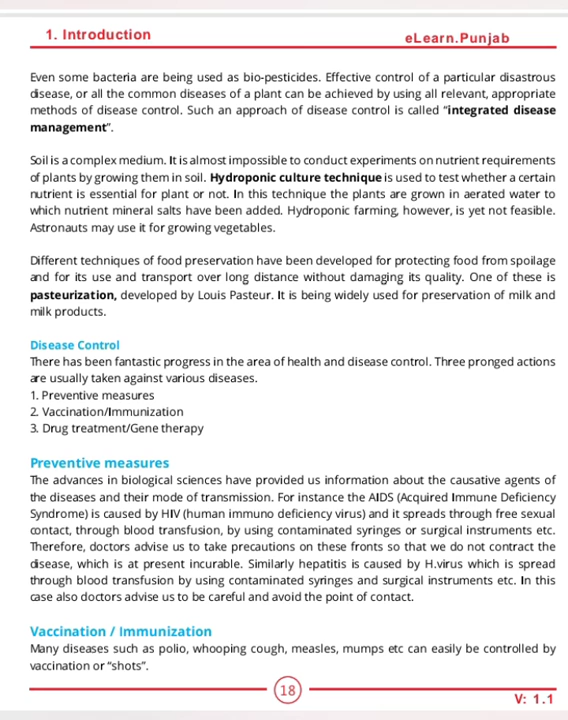 1. Introduction
eLearn.Punjab
Even some bacteria are being used as bio-pesticides. Effective control of a particular disastrous
disease, or all the common diseases of a plant can be achieved by using all relevant, appropriate
methods of disease control. Such an approach of disease control is called “integrated disease
management”.
Soil is a complex medium. It is almost impossible to conduct experiments on nutrient requirements
of plants by growing them in soil. Hydroponic culture technique is used to test whether a certain
nutrient is essential for plant or not. In this technique the plants are grown in aerated water to
which nutrient mineral salts have been added. Hydroponic farming, however, is yet not feasible.
Astronauts may use it for growing vegetables.
Different techniques of food preservation have been developed for protecting food from spoilage
and for its use and transport over long distance without damaging its quality. One of these is
pasteurization, developed by Louis Pasteur. It is being widely used for preservation of milk and
milk products.
Disease Control
There has been fantastic progress in the area of health and disease control. Three pronged actions
are usually taken against various diseases.
1. Preventive measures
2. Vaccination/Immunization
3. Drug treatment/Gene therapy
Preventive measures
The advances in biological sciences have provided us information about the causative agents of
the diseases and their mode of transmission. For instance the AIDS (Acquired Immune Deficiency
Syndrome) is caused by HIV (human immuno deficiency virus) and it spreads through free sexual
contact, through blood transfusion, by using contaminated syringes or surgical instruments etc.
Therefore, doctors advise us to take precautions on these fronts so that we do not contract the
disease, which is at present incurable. Similarly hepatitis is caused by H.virus which is spread
through blood transfusion by using contaminated syringes and surgical instruments etc. In this
case also doctors advise us to be careful and avoid the point of contact.
Vaccination / Immunization
Many diseases such as polio, whooping cough, measles, mumps etc can easily be controlled by
vaccination or “shots”.
18
V: 1.1